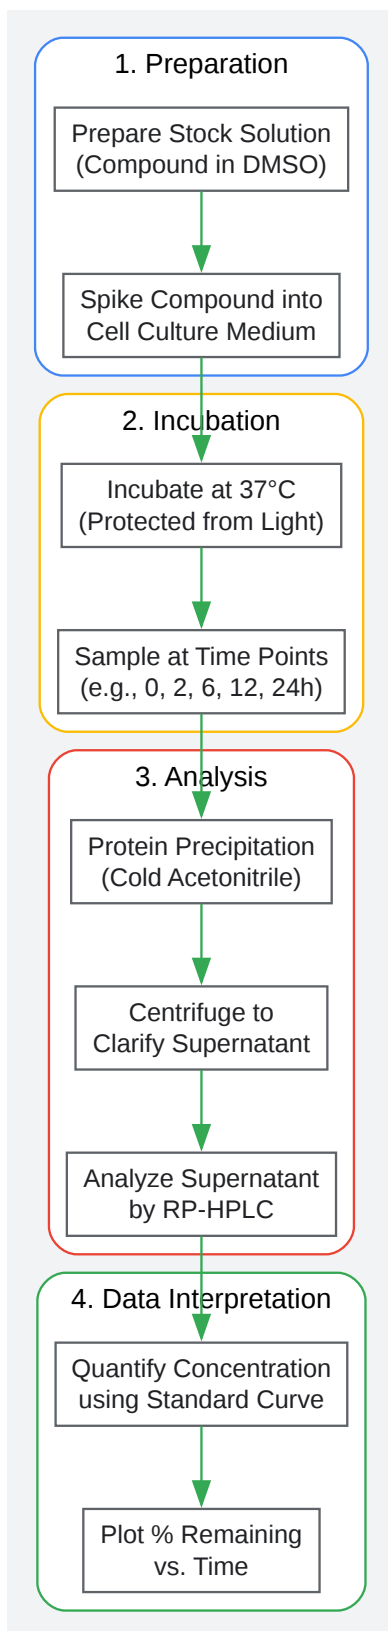 1. Preparation
Prepare Stock Solution
(Compound in DMSO)
Spike Compound into
Cell Culture Medium
2. Incubation
Incubate at 37°C
(Protected from Light)
Sample at Time Points
(e.g., 0, 2, 6, 12, 24h)
3. Analysis
Protein Precipitation
(Cold Acetonitrile)
Centrifuge to
Clarify Supernatant
Analyze Supernatant
by RP-HPLC
4. Data Interpretation
Quantify Concentration
using Standard Curve
Plot % Remaining
vs. Time